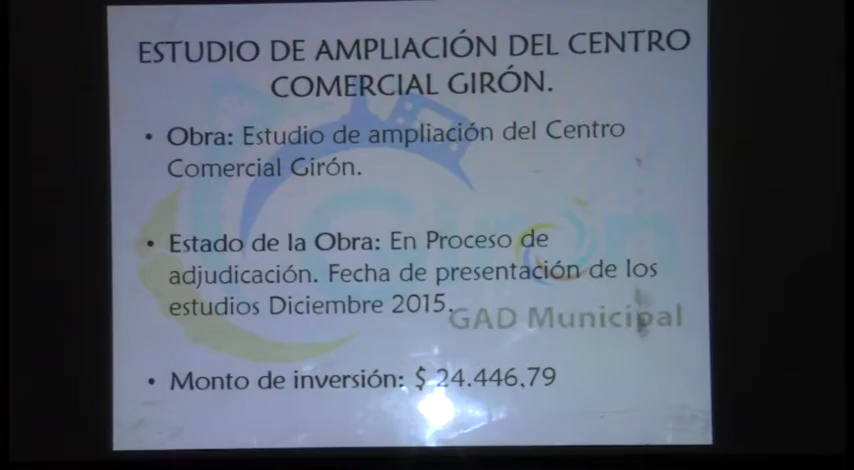 ESTUDIO DE AMPLIACIÓN DEL CENTRO
COMERCIAL GIRÓN.
• Obra: Estudio de ampliación del Centro
Comercial Girón.
Girón
• Estado de la Obra: En Proceso de
adjudicación. Fecha de presentación de los
estudios Diciembre 2015.
GAD Municipal
• Monto de inversión: $ 24.446,79